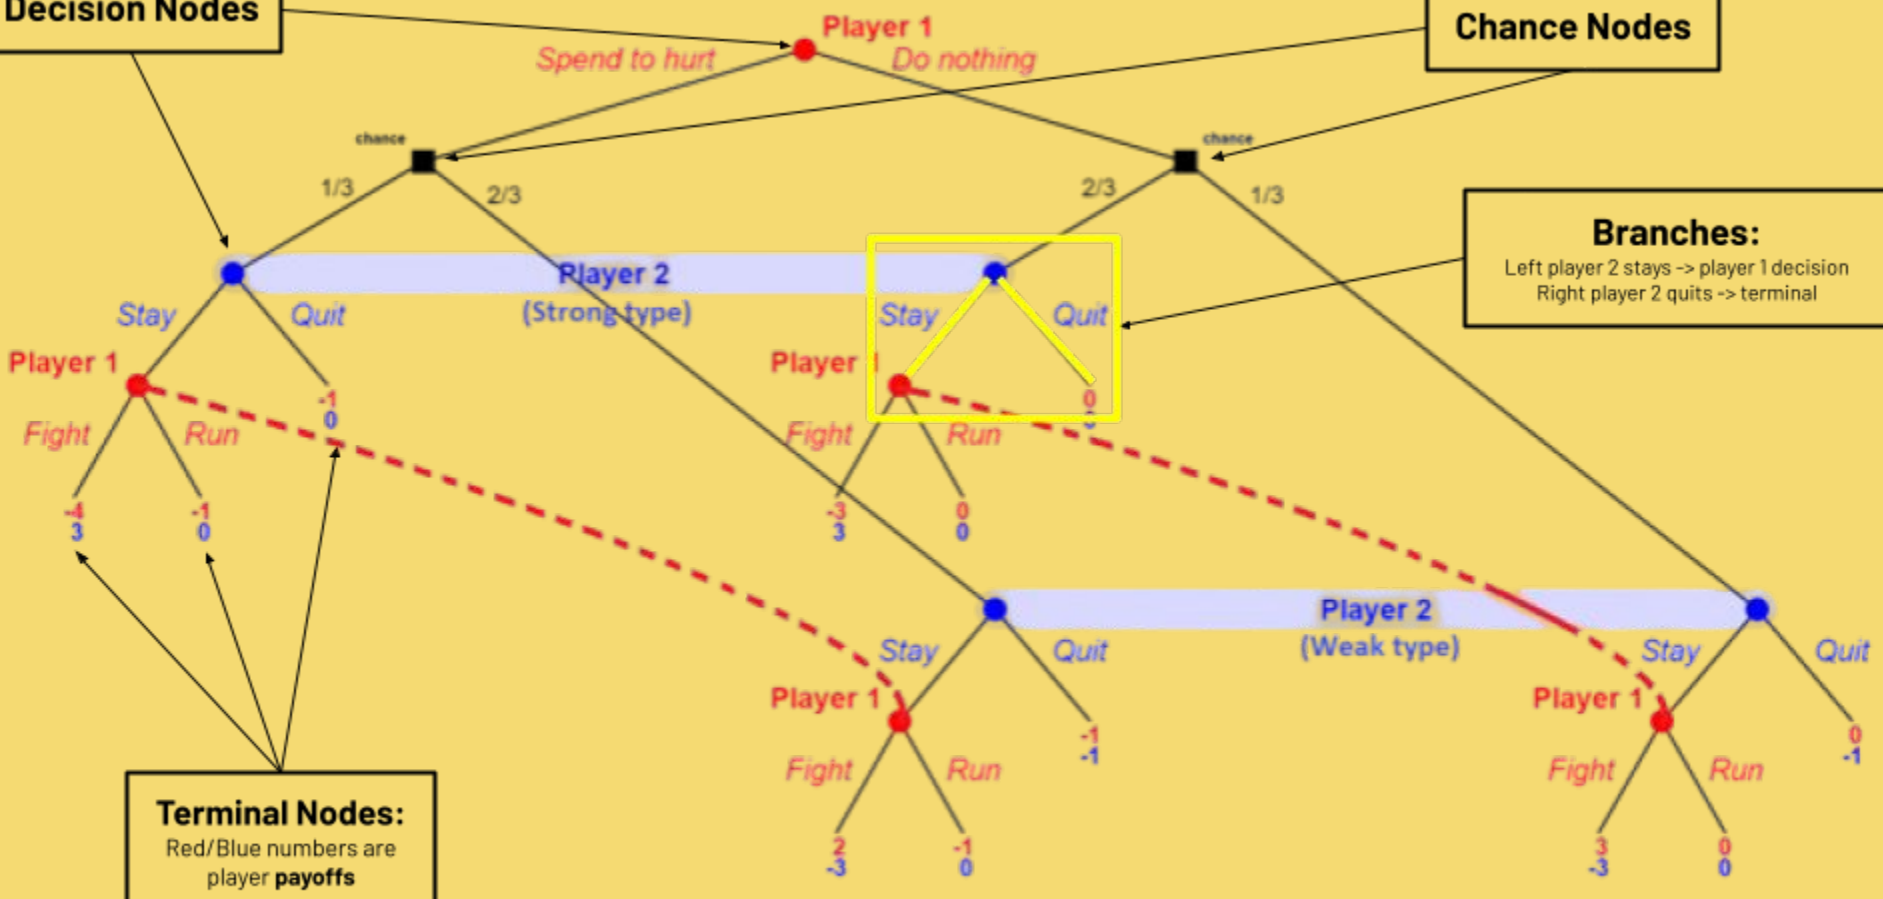 Decision Nodes
Player 1
Chance Nodes
Spend to hurt
Do nothing
chance
chance
1/3
2/3
2/3
1/3
Branches:
Left player 2 stays -> player 1 decision
Right player 2 quits -> terminal
Player 2
(Strong type)
Stay
Quit
Stay
Quit
Player 1
Player 1
-1
0
0
Fight
Run
Fight
Run
-4
3
-1
0
-3
3
0
0
Player 2
(Weak type)
Stay
Quit
Stay
Quit
Player 1
Player 1
-1
-1
0
-1
Fight
Run
Fight
Run
2
-3
-1
0
3
-3
0
0
Terminal Nodes:
Red/Blue numbers are
player payoffs